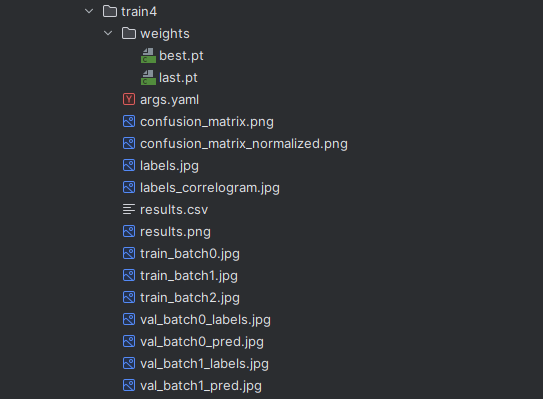 train4
weights
best.pt
last.pt
args.yaml
confusion_matrix.png
confusion_matrix_normalized.png
labels.jpg
labels_correlogram.jpg
results.csv
results.png
train_batch0.jpg
train_batch1.jpg
train_batch2.jpg
val_batch0_labels.jpg
val_batch0_pred.jpg
val_batch1_labels.jpg
val_batch1_pred.jpg